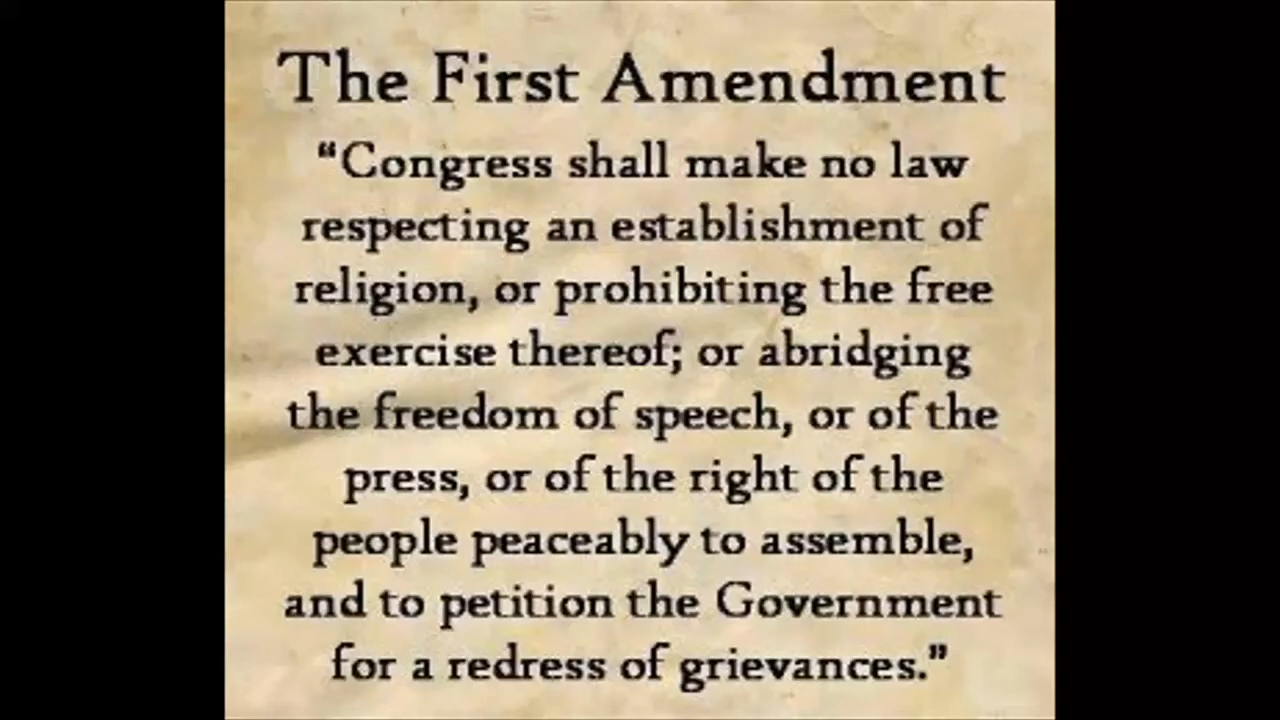 The First Amendment
“Congress shall make no law
respecting an establishment of
religion, or prohibiting the free
exercise thereof; or abridging
the freedom of speech, or of the
press, or of the right of the
people peaceably to assemble,
and to petition the Government
for a redress of grievances.”